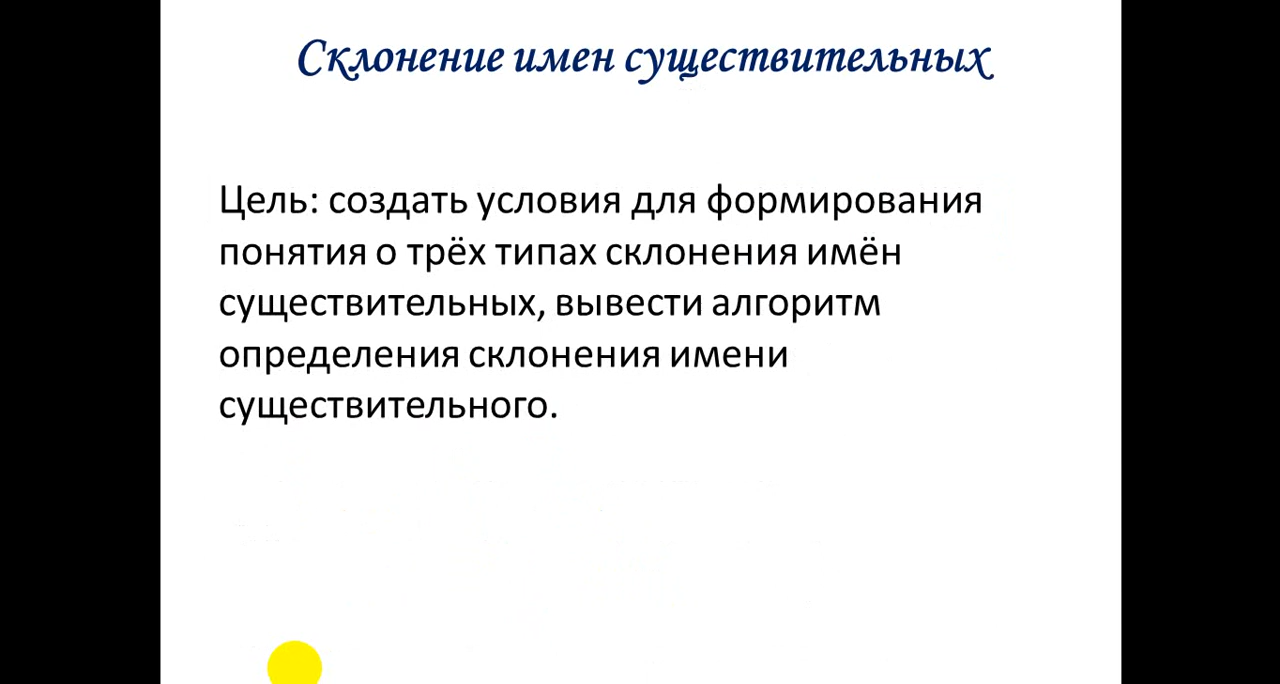 Склонение имен существительных
Цель: создать условия для формирования
понятия о трёх типах склонения имён
существительных, вывести алгоритм
определения склонения имени
существительного.